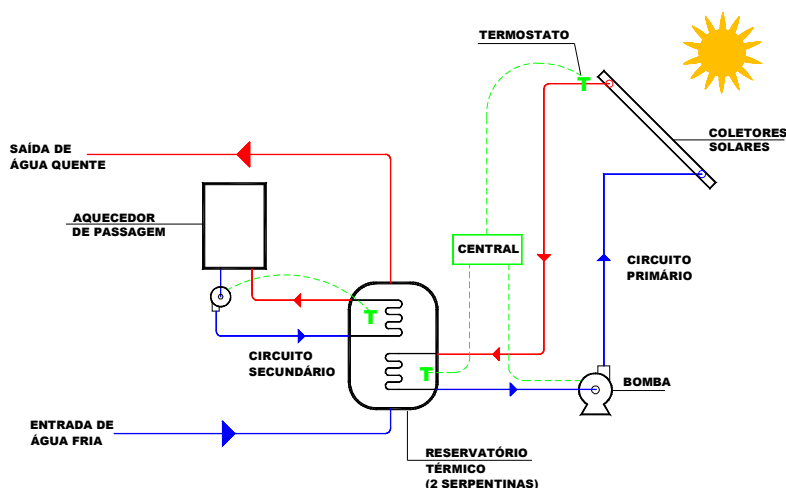 TERMOSTATO
COLETORES
SOLARES
SAÍDA DE
ÁGUA QUENTE
AQUECEDOR
DE PASSAGEM
CENTRAL
CIRCUITO
PRIMÁRIO
CIRCUITO
SECUNDÁRIO
BOMBA
ENTRADA DE
ÁGUA FRIA
RESERVATÓRIO
TÉRMICO
(2 SERPENTINAS)
T
T
T